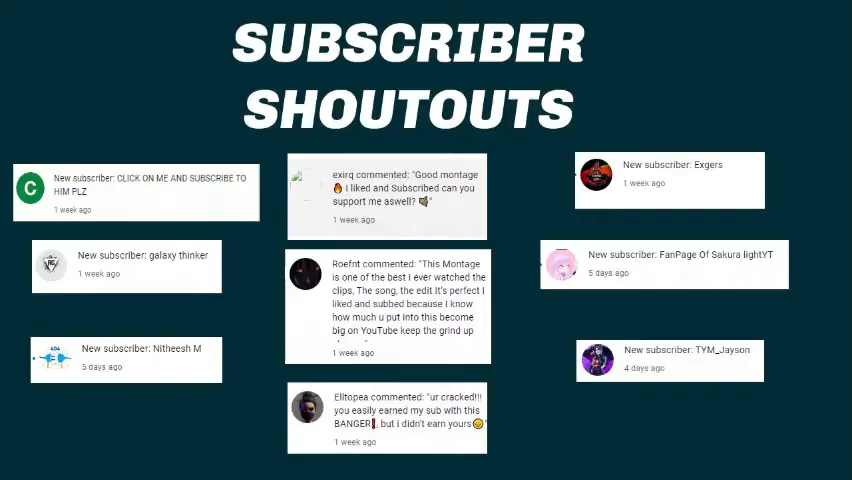 SUBSCRIBER
SHOUTOUTS
New subscriber: CLICK ON ME AND SUBSCRIBE TO
HIM PLZ
1 week ago
C
New subscriber: galaxy thinker
1 week ago
404
New subscriber: Nitheesh M
5 days ago
exirq commented: "Good montage
🔥 I liked and Subscribed can you
support me aswell? "
1 week ago
Roefnt commented: "This Montage
is one of the best I ever watched the
clips, The song, the edit It's perfect I
liked and subbed because I know
how much u put into this become
big on YouTube keep the grind up
1 week ago
Elltopea commented: "ur cracked!!!
you easily earned my sub with this
BANGER, but i didn't earn yours"
1 week ago
New subscriber: Exgers
1 week ago
New subscriber: FanPage Of Sakura lightYT
5 days ago
New subscriber: TYM_Jayson
4 days ago